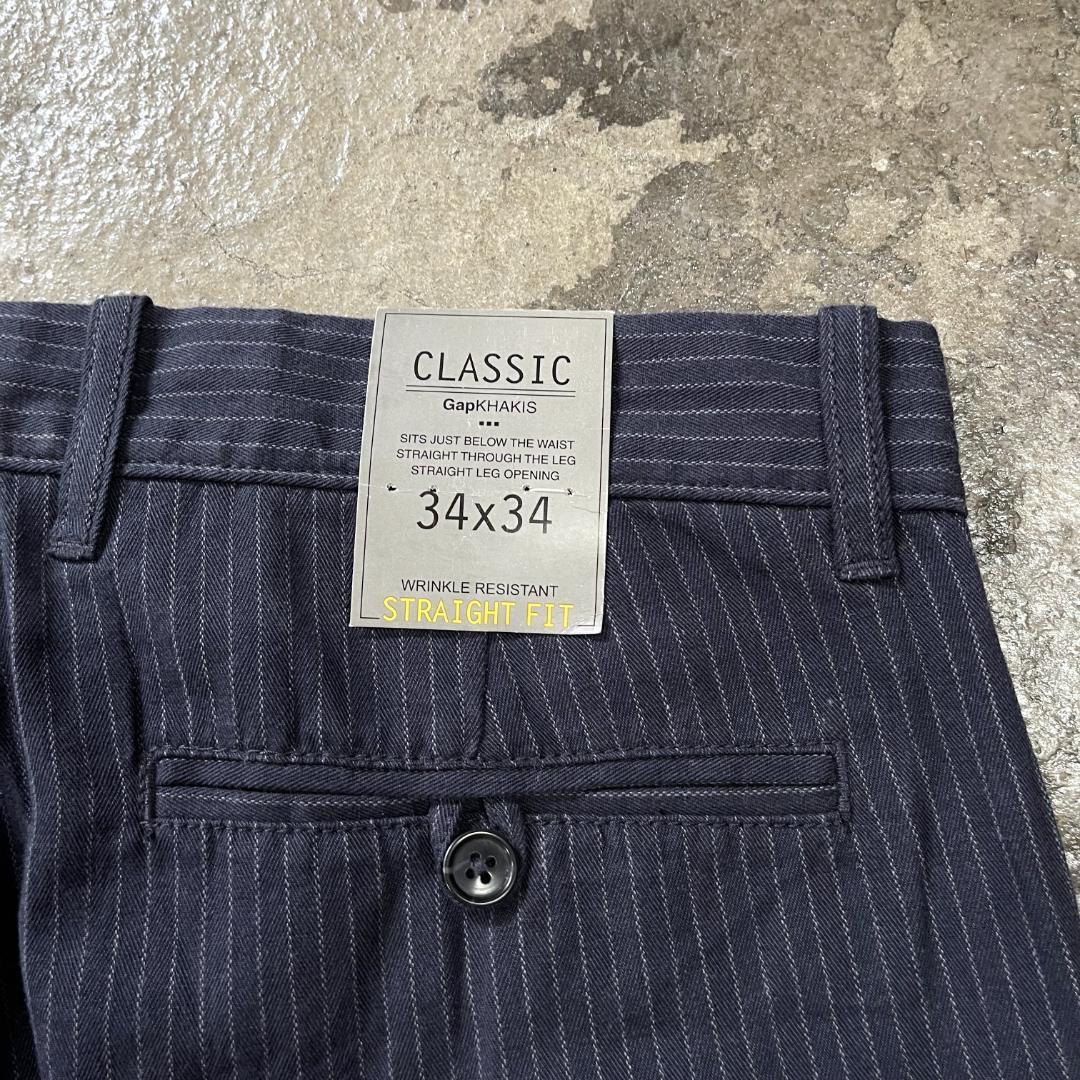 CLASSIC
GapKHAKIS
SITS JUST BELOW THE WAIST
STRAIGHT THROUGH THE LEG
STRAIGHT LEG OPENING
34x34
WRINKLE RESISTANT
STRAIGHT FIT